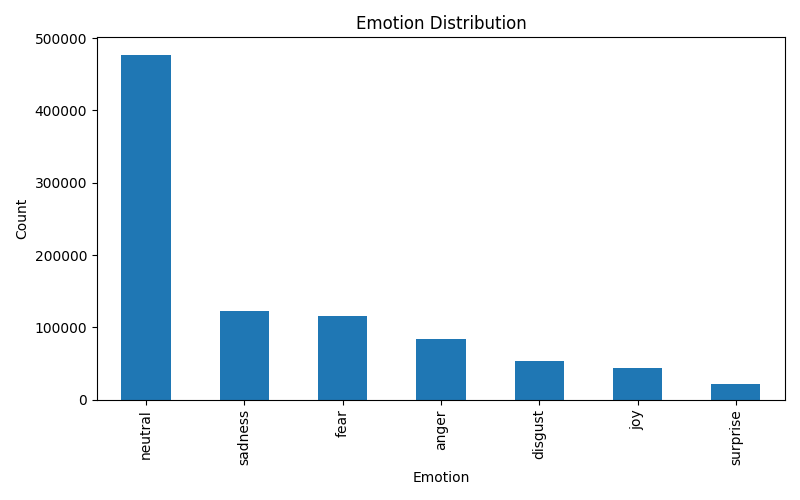 Emotion Distribution
500000
400000
300000
200000
100000
0
Count
neutral
sadness
fear
anger
disgust
joy
surprise
Emotion